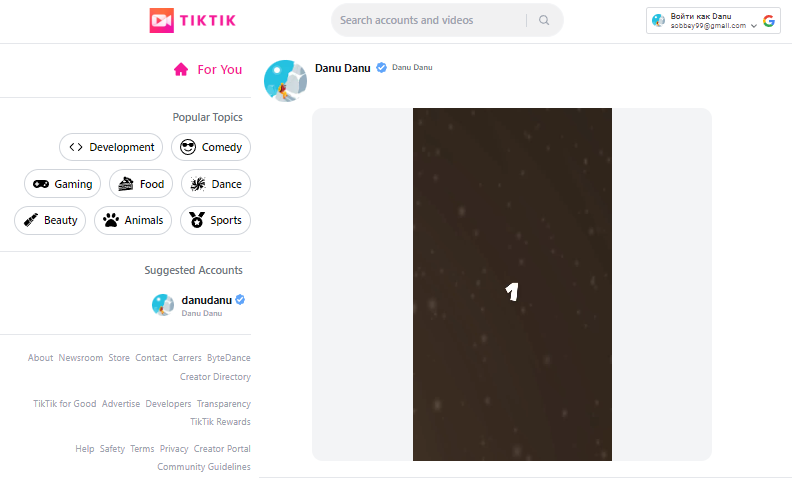 TIKTIK
Search accounts and videos
Войти как Danu
sobbey99@gmail.com
For You
Popular Topics
Development
Comedy
Gaming
Food
Dance
Beauty
Animals
Sports
Suggested Accounts
danudanu
Danu Danu
About Newsroom Store Contact Carrers ByteDance
Creator Directory
TikTik for Good Advertise Developers Transparency
TikTik Rewards
Help Safety Terms Privacy Creator Portal
Community Guidelines
Danu Danu Danu Danu
1